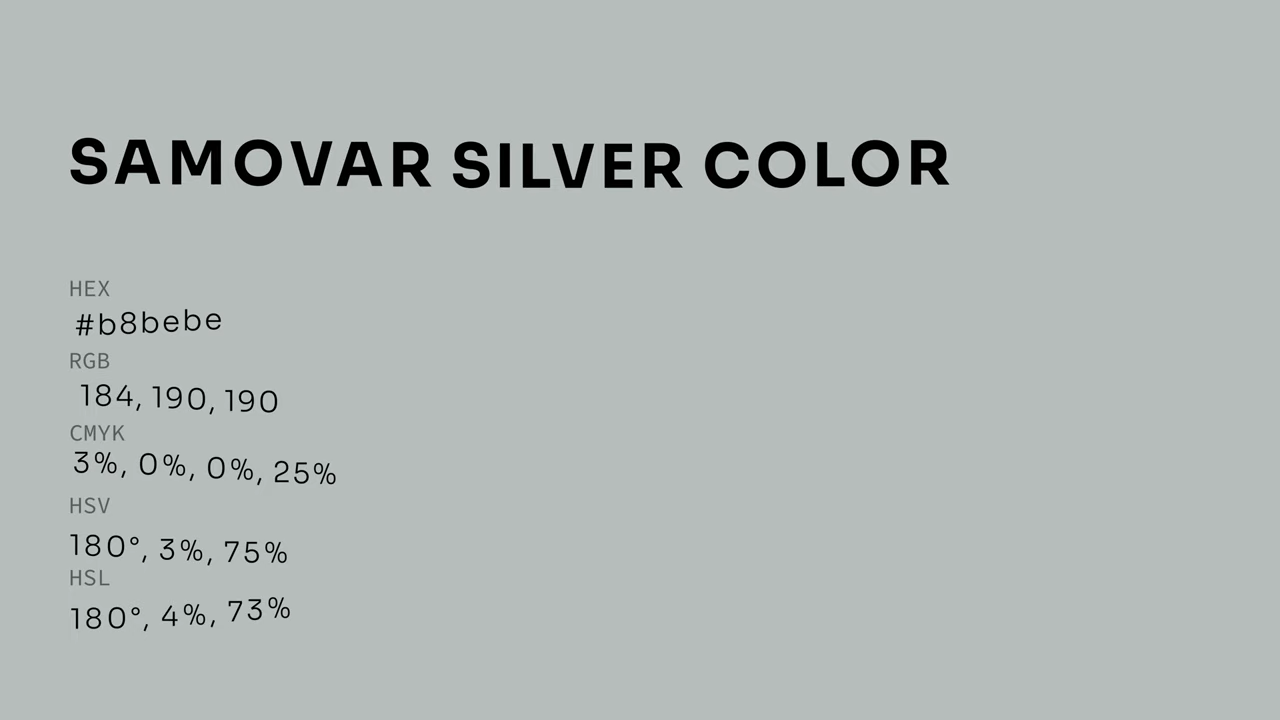 SAMOVAR SILVER COLOR
HEX
#b8bebe
RGB
184, 190, 190
CMYK
3%, 0%, 0%, 25%
HSV
180°, 3%, 75%
HSL
180°, 4%, 73%